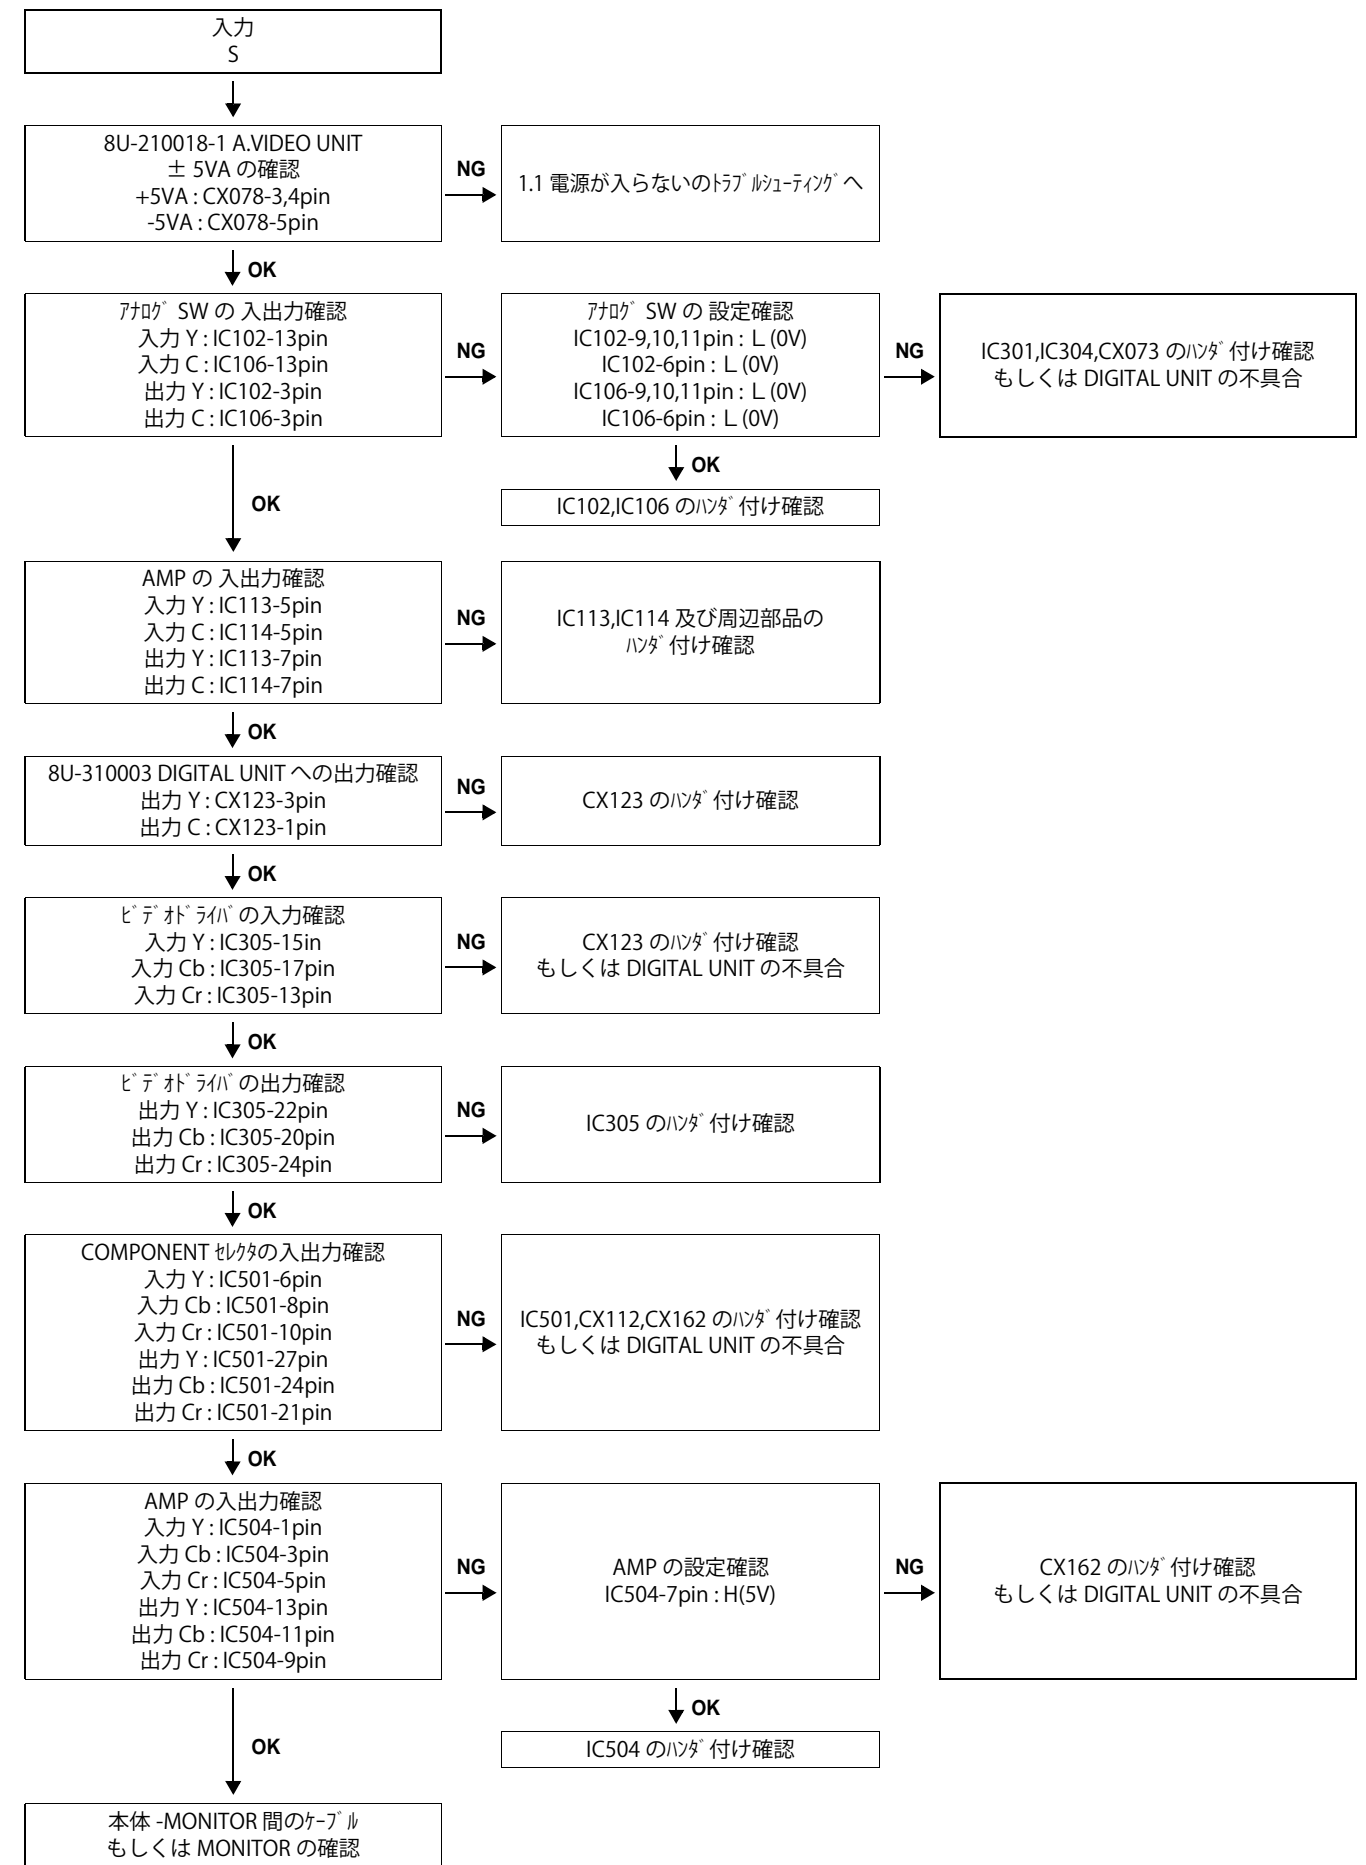 入力
S
8U-210018-1 A.VIDEO UNIT
± 5VA の確認
+5VA : CX078-3,4pin
-5VA : CX078-5pin
NG
1.1 電源が入らないのﾄﾗﾌﾞﾙｼｭｰﾃｨﾝｸﾞへ
OK
ｱﾅﾛｸﾞ SW の 入出力確認
入力 Y : IC102-13pin
入力 C : IC106-13pin
出力 Y : IC102-3pin
出力 C : IC106-3pin
NG
ｱﾅﾛｸﾞ SW の 設定確認
IC102-9,10,11pin : L (0V)
IC102-6pin : L (0V)
IC106-9,10,11pin : L (0V)
IC106-6pin : L (0V)
NG
IC301,IC304,CX073 のﾊﾝﾀﾞ付け確認
もしくは DIGITAL UNIT の不具合
OK
IC102,IC106 のﾊﾝﾀﾞ付け確認
OK
AMP の 入出力確認
入力 Y : IC113-5pin
入力 C : IC114-5pin
出力 Y : IC113-7pin
出力 C : IC114-7pin
NG
IC113,IC114 及び周辺部品の
ﾊﾝﾀﾞ付け確認
OK
8U-310003 DIGITAL UNIT への出力確認
出力 Y : CX123-3pin
出力 C : CX123-1pin
NG
CX123 のﾊﾝﾀﾞ付け確認
OK
ﾋﾞﾃﾞｵﾄﾞﾗｲﾊﾞの入力確認
入力 Y : IC305-15in
入力 Cb : IC305-17pin
入力 Cr : IC305-13pin
NG
CX123 のﾊﾝﾀﾞ付け確認
もしくは DIGITAL UNIT の不具合
OK
ﾋﾞﾃﾞｵﾄﾞﾗｲﾊﾞの出力確認
出力 Y : IC305-22pin
出力 Cb : IC305-20pin
出力 Cr : IC305-24pin
NG
IC305 のﾊﾝﾀﾞ付け確認
OK
COMPONENT ｾﾚｸﾀの入出力確認
入力 Y : IC501-6pin
入力 Cb : IC501-8pin
入力 Cr : IC501-10pin
出力 Y : IC501-27pin
出力 Cb : IC501-24pin
出力 Cr : IC501-21pin
NG
IC501,CX112,CX162 のﾊﾝﾀﾞ付け確認
もしくは DIGITAL UNIT の不具合
OK
AMP の入出力確認
入力 Y : IC504-1pin
入力 Cb : IC504-3pin
入力 Cr : IC504-5pin
出力 Y : IC504-13pin
出力 Cb : IC504-11pin
出力 Cr : IC504-9pin
NG
AMP の設定確認
IC504-7pin : H(5V)
NG
CX162 のﾊﾝﾀﾞ付け確認
もしくは DIGITAL UNIT の不具合
OK
IC504 のﾊﾝﾀﾞ付け確認
OK
本体 -MONITOR 間のｹｰﾌﾞﾙ
もしくは MONITOR の確認